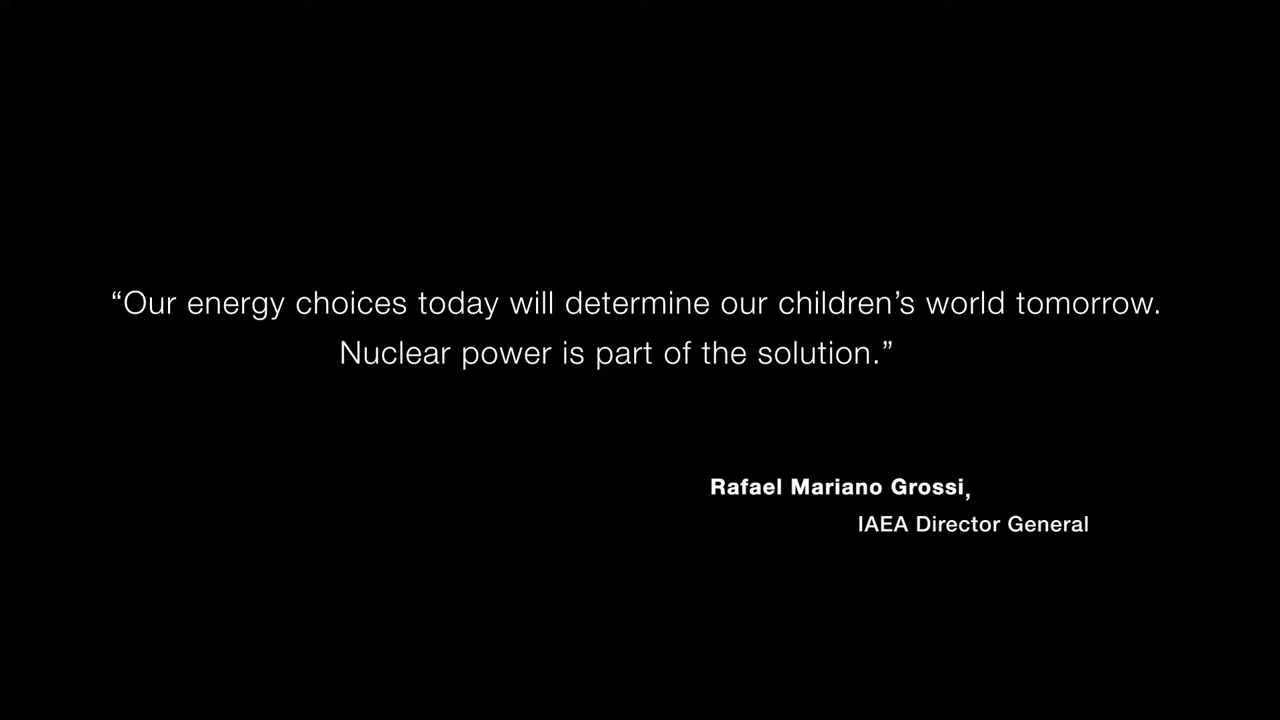 “Our energy choices today will determine our children’s world tomorrow.
Nuclear power is part of the solution.”
Rafael Mariano Grossi,
IAEA Director General